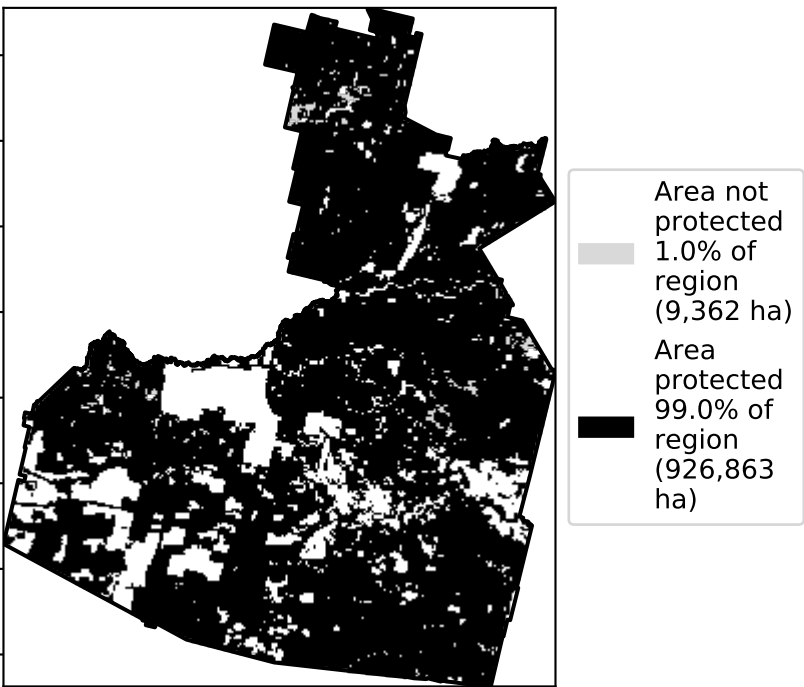 Area not
protected
1.0% of
region
(9,362 ha)
Area
protected
99.0% of
region
(926,863
ha)